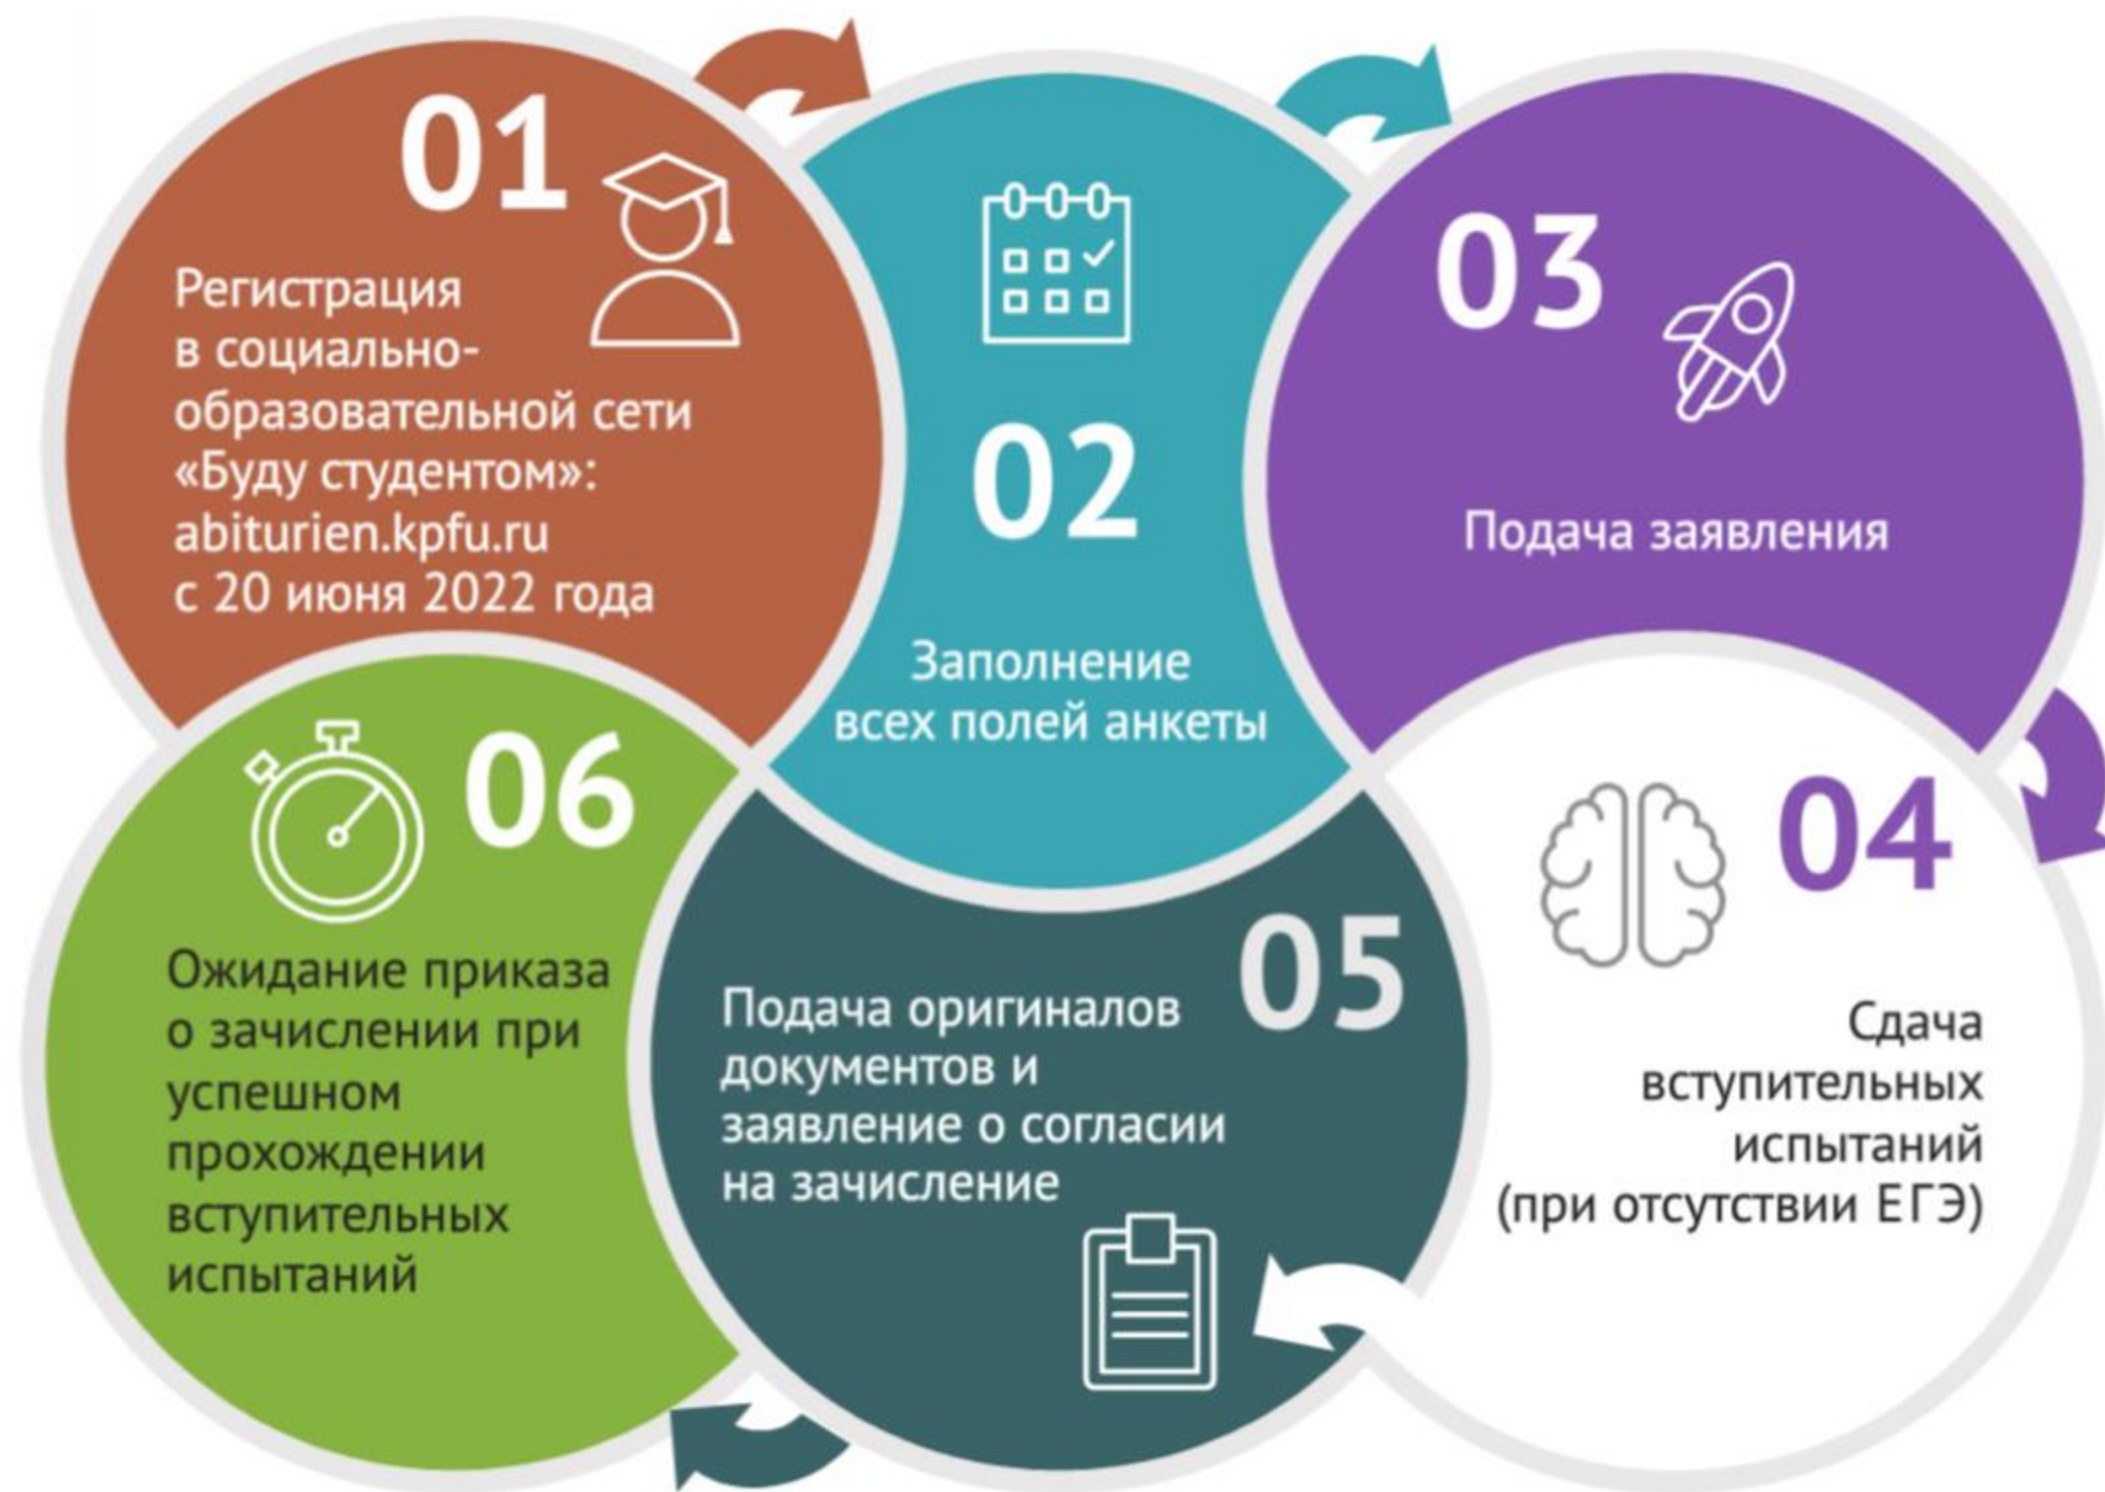 01
Регистрация
в социально-
образовательной сети
«Буду студентом»:
abiturien.kpfu.ru
с 20 июня 2022 года
02
Заполнение
всех полей анкеты
03
Подача заявления
04
Сдача
вступительных
испытаний
(при отсутствии ЕГЭ)
05
Подача оригиналов
документов и
заявление о согласии
на зачисление
06
Ожидание приказа
о зачислении при
успешном
прохождении
вступительных
испытаний